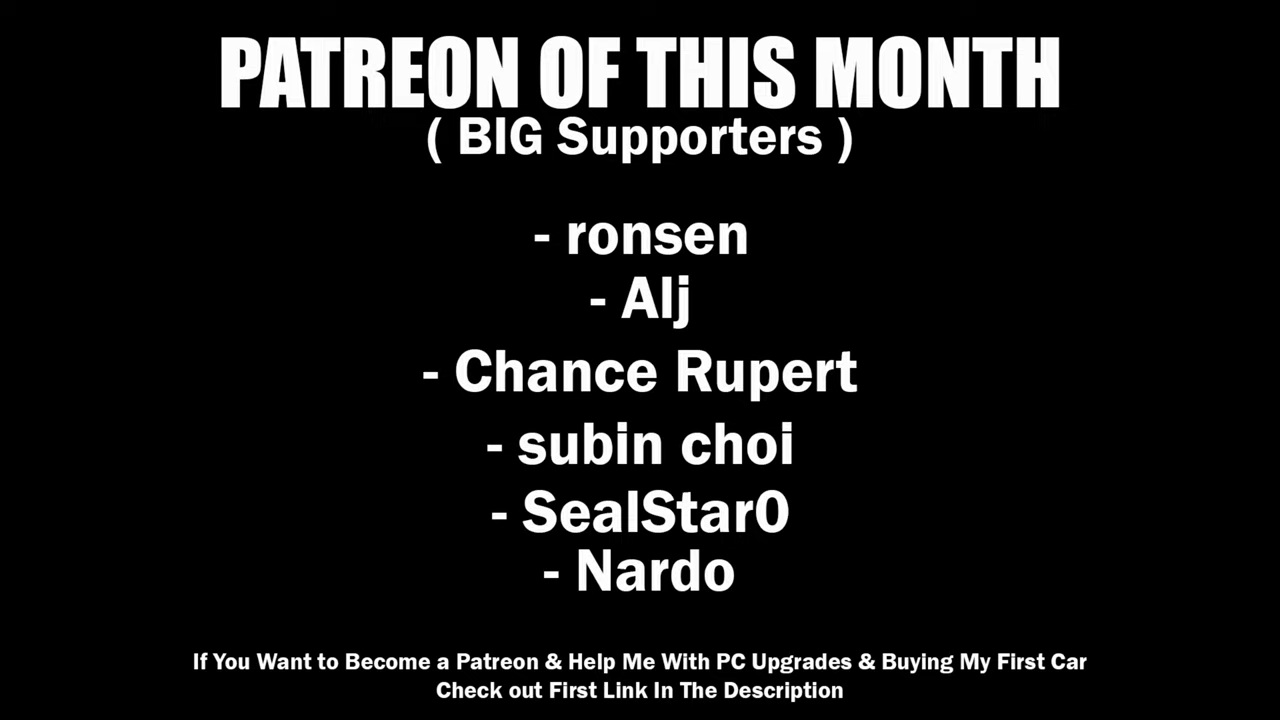 PATREON OF THIS MONTH
( BIG Supporters )
- ronsen
- Alj
- Chance Rupert
- subin choi
- SealStar0
- Nardo
If You Want to Become a Patreon & Help Me With PC Upgrades & Buying My First Car
Check out First Link In The Description